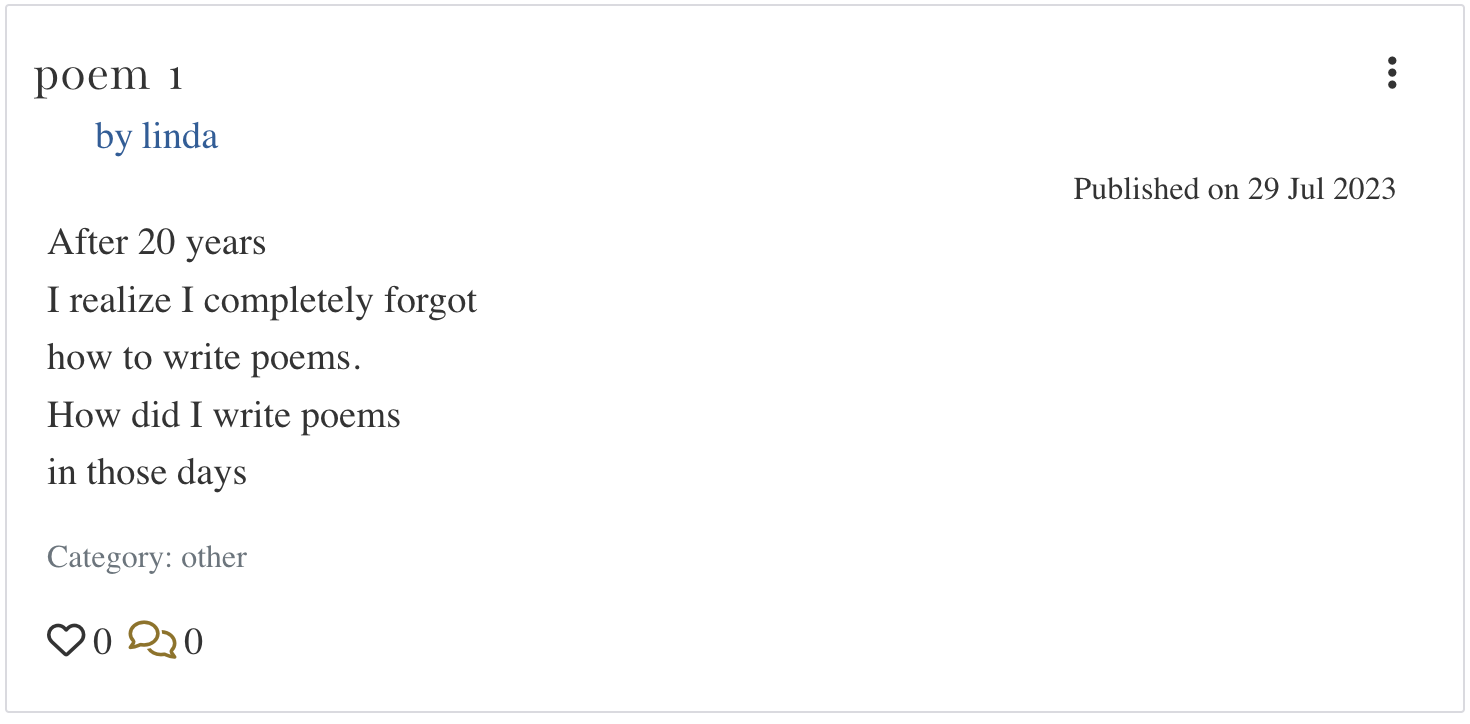 poem 1
by linda
Published on 29 Jul 2023
After 20 years
I realize I completely forgot
how to write poems.
How did I write poems
in those days
Category: other
0 0